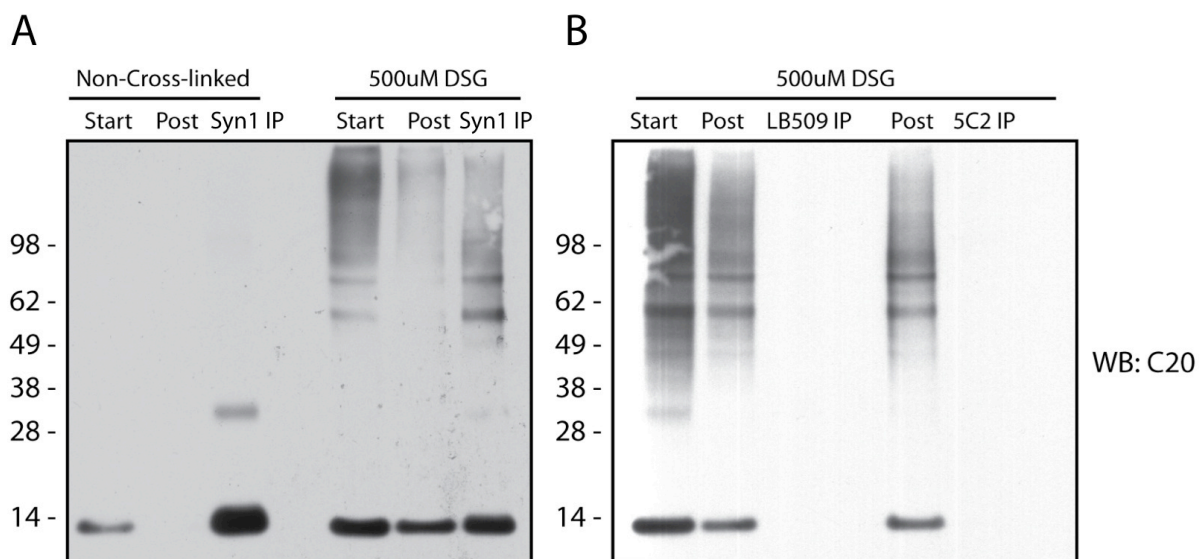 A
B
Non-Cross-linked
500uM DSG
500uM DSG
Start Post Syn1 IP
Start Post Syn1 IP
Start Post LB509 IP Post 5C2 IP
98 -
62 -
49 -
38 -
28 -
14 -
98 -
62 -
49 -
38 -
28 -
14 -
WB: C20